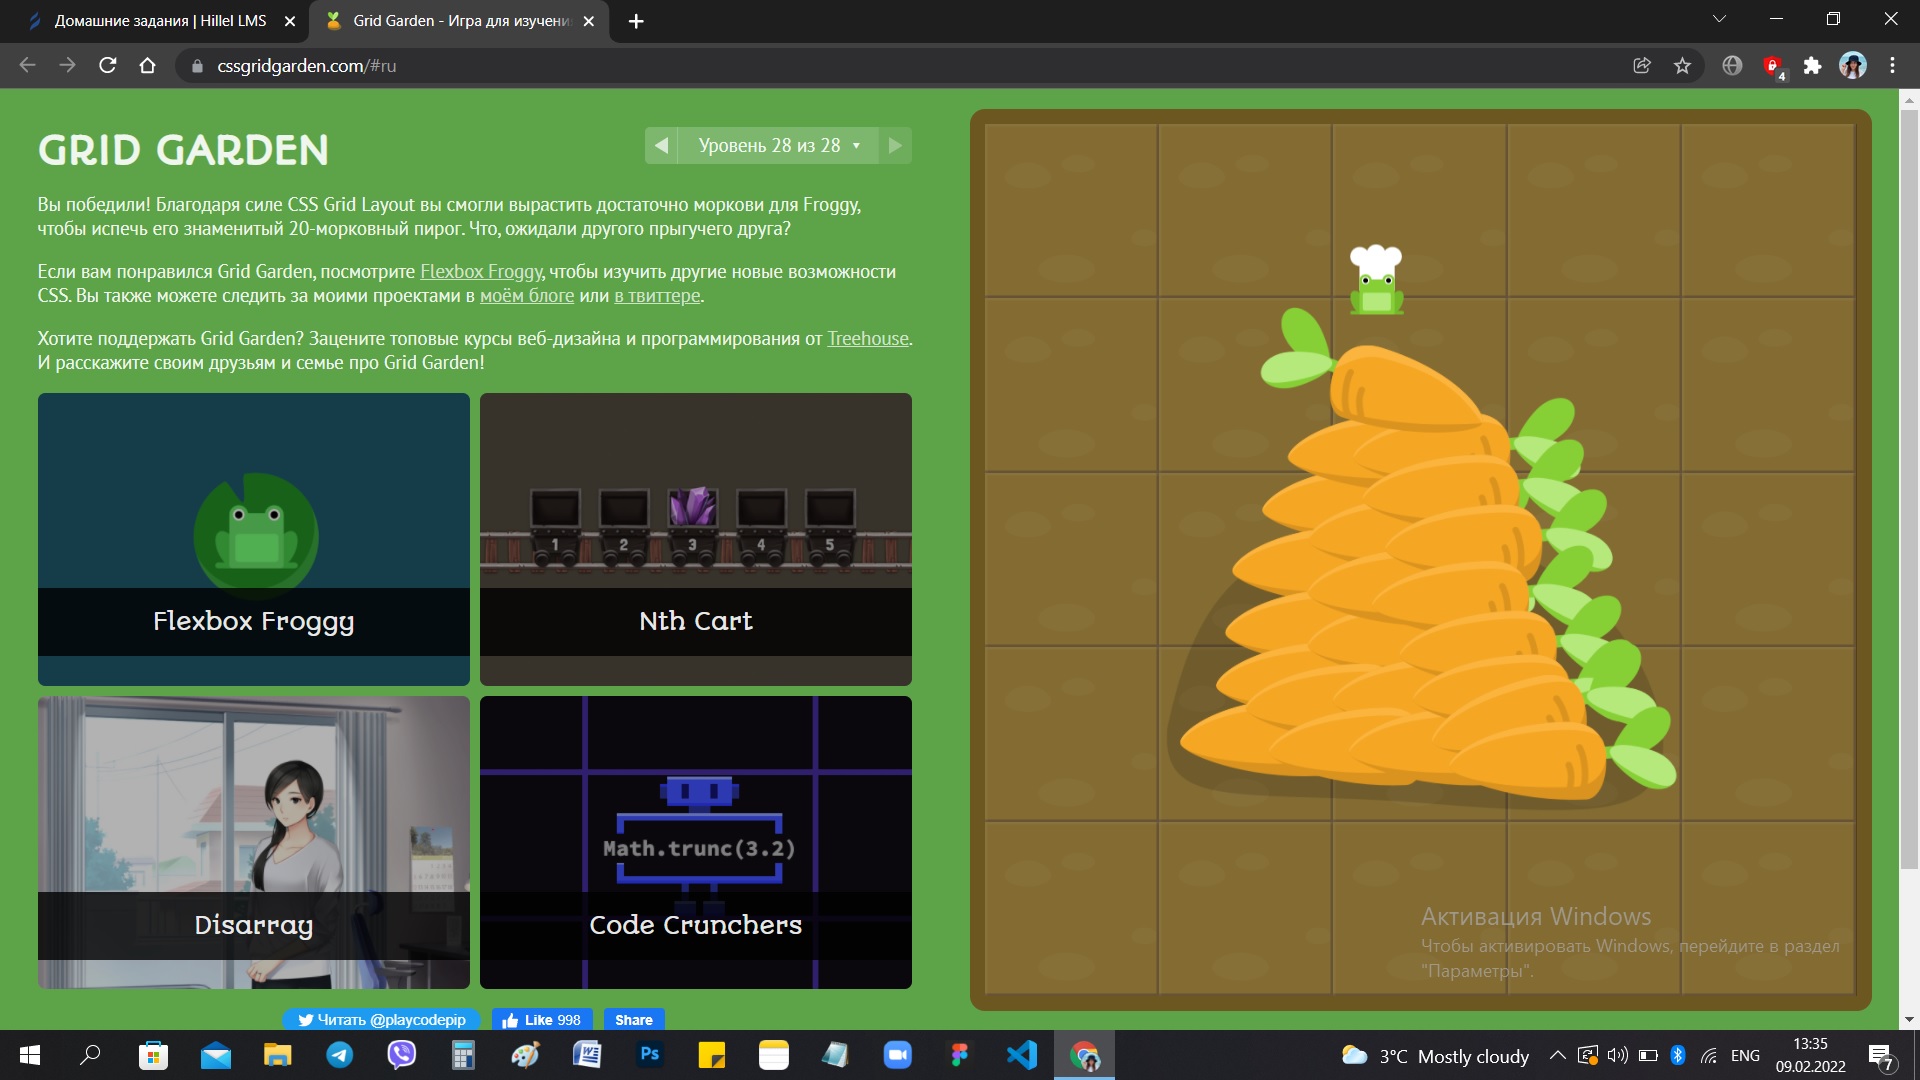 Домашние задания | Hillel LMS
Grid Garden - Игра для изучени
cssgridgarden.com/#ru
4
GRID GARDEN
Уровень 28 из 28
Вы победили! Благодаря силе CSS Grid Layout вы смогли вырастить достаточно моркови для Froggy,
чтобы испечь его знаменитый 20-морковный пирог. Что, ожидали другого прыгучего друга?
Если вам понравился Grid Garden, посмотрите Flexbox Froggy, чтобы изучить другие новые возможности
CSS. Вы также можете следить за моими проектами в моём блоге или в твиттере.
Хотите поддержать Grid Garden? Зацените топовые курсы веб-дизайна и программирования от Treehouse.
И расскажите своим друзьям и семье про Grid Garden!
1 2 3 4 5
Flexbox Froggy
Nth Cart
Math.trunc(3.2)
Disarray
Code Crunchers
Активация Windows
Чтобы активировать Windows, перейдите в раздел
"Параметры".
Читать @playcodepip
Like 998
Share
W
Ps
3°C Mostly cloudy
ENG
13:35
09.02.2022
7